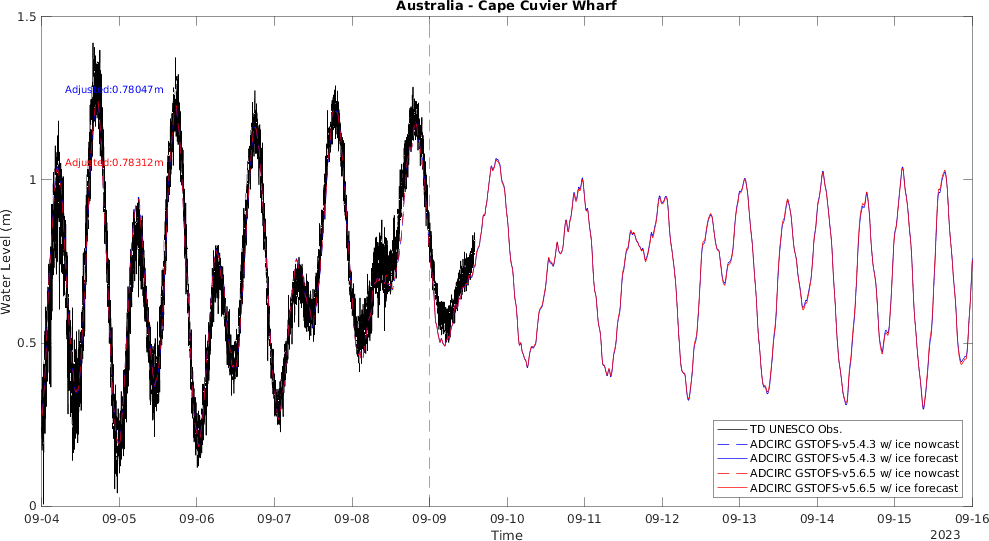 Australia - Cape Cuvier Wharf
1.5
1
0.5
0
Water Level (m)
Adjusted:0.78047m
Adjusted:0.78312m
TD UNESCO Obs.
ADCIRC GSTOFS-v5.4.3 w/ ice nowcast
ADCIRC GSTOFS-v5.4.3 w/ ice forecast
ADCIRC GSTOFS-v5.6.5 w/ ice nowcast
ADCIRC GSTOFS-v5.6.5 w/ ice forecast
09-04 09-05 09-06 09-07 09-08 09-09 09-10 09-11 09-12 09-13 09-14 09-15 09-16
Time
2023